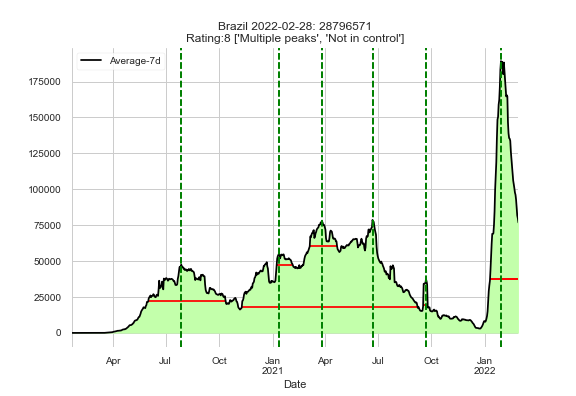 Brazil 2022-02-28: 28796571
Rating:8 ['Multiple peaks', 'Not in control']
Average-7d
175000
150000
125000
100000
75000
50000
25000
0
Apr Jul Oct Jan Apr Jul Oct Jan
2021 2022
Date